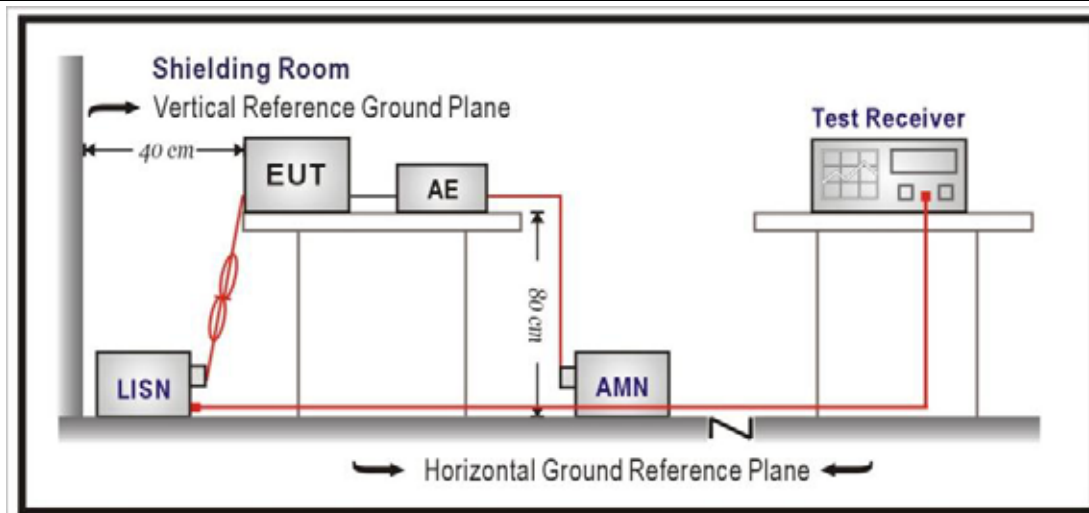 Shielding Room
Vertical Reference Ground Plane
40 cm
EUT
AE
Test Receiver
80 cm
LISN
AMN
Horizontal Ground Reference Plane